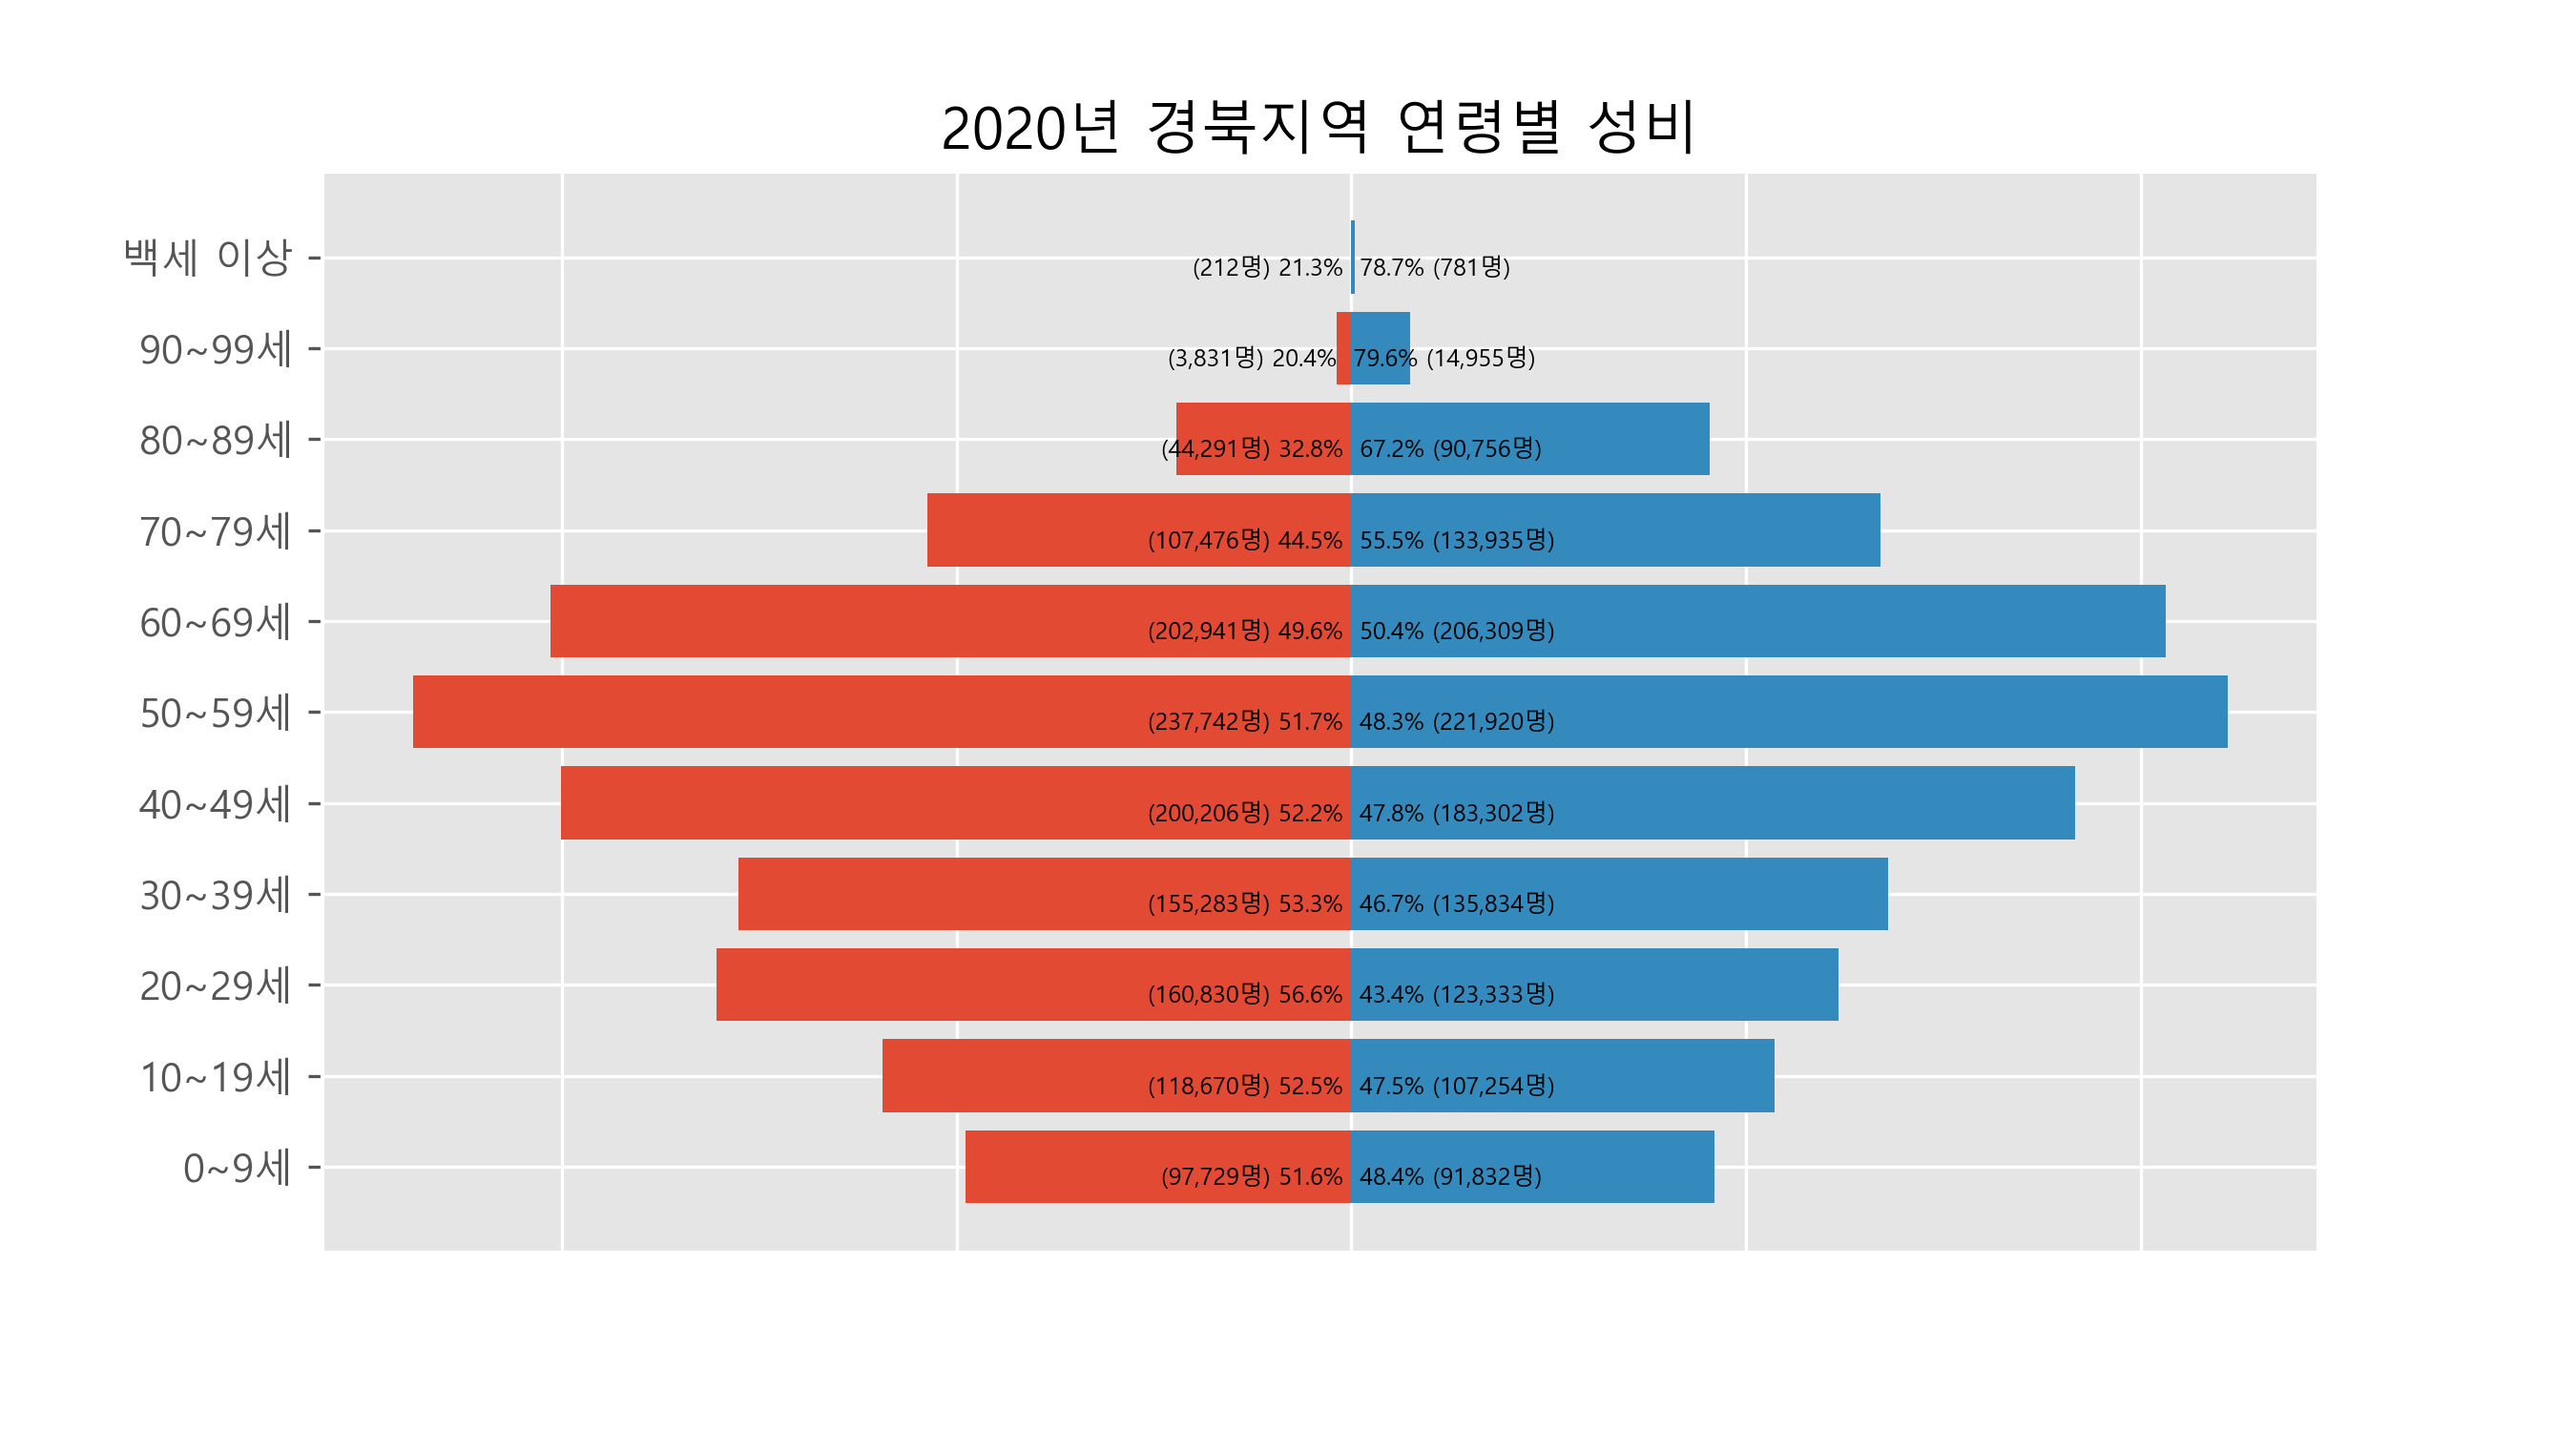 2020년 경북지역 연령별 성비
백세 이상 (212명) 21.3% 78.7% (781명)
90~99세 (3,831명) 20.4% 79.6% (14,955명)
80~89세 (44,291명) 32.8% 67.2% (90,756명)
70~79세 (107,476명) 44.5% 55.5% (133,935명)
60~69세 (202,941명) 49.6% 50.4% (206,309명)
50~59세 (237,742명) 51.7% 48.3% (221,920명)
40~49세 (200,206명) 52.2% 47.8% (183,302명)
30~39세 (155,283명) 53.3% 46.7% (135,834명)
20~29세 (160,830명) 56.6% 43.4% (123,333명)
10~19세 (118,670명) 52.5% 47.5% (107,254명)
0~9세 (97,729명) 51.6% 48.4% (91,832명)